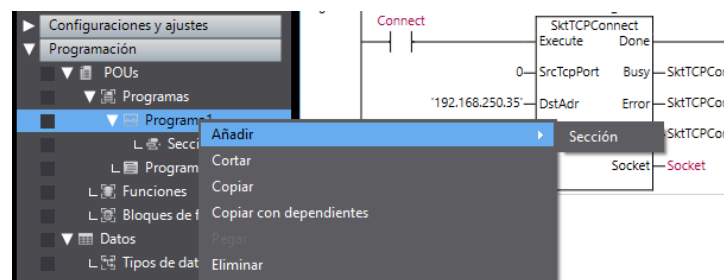 Configuraciones y ajustes
Programación
POUs
Programas
Programa1
Secci
Program
Funciones
Bloques de f
Datos
Tipos de dat
Añadir
Cortar
Copiar
Copiar con dependientes
Pegar
Eliminar
Sección
Connect
SktTCPConnect
Execute Done
0 SrcTcpPort Busy SktTCPCor
'192.168.250.35' DstAdr Error SktTCPCo
SktTCPCo
Socket Socket